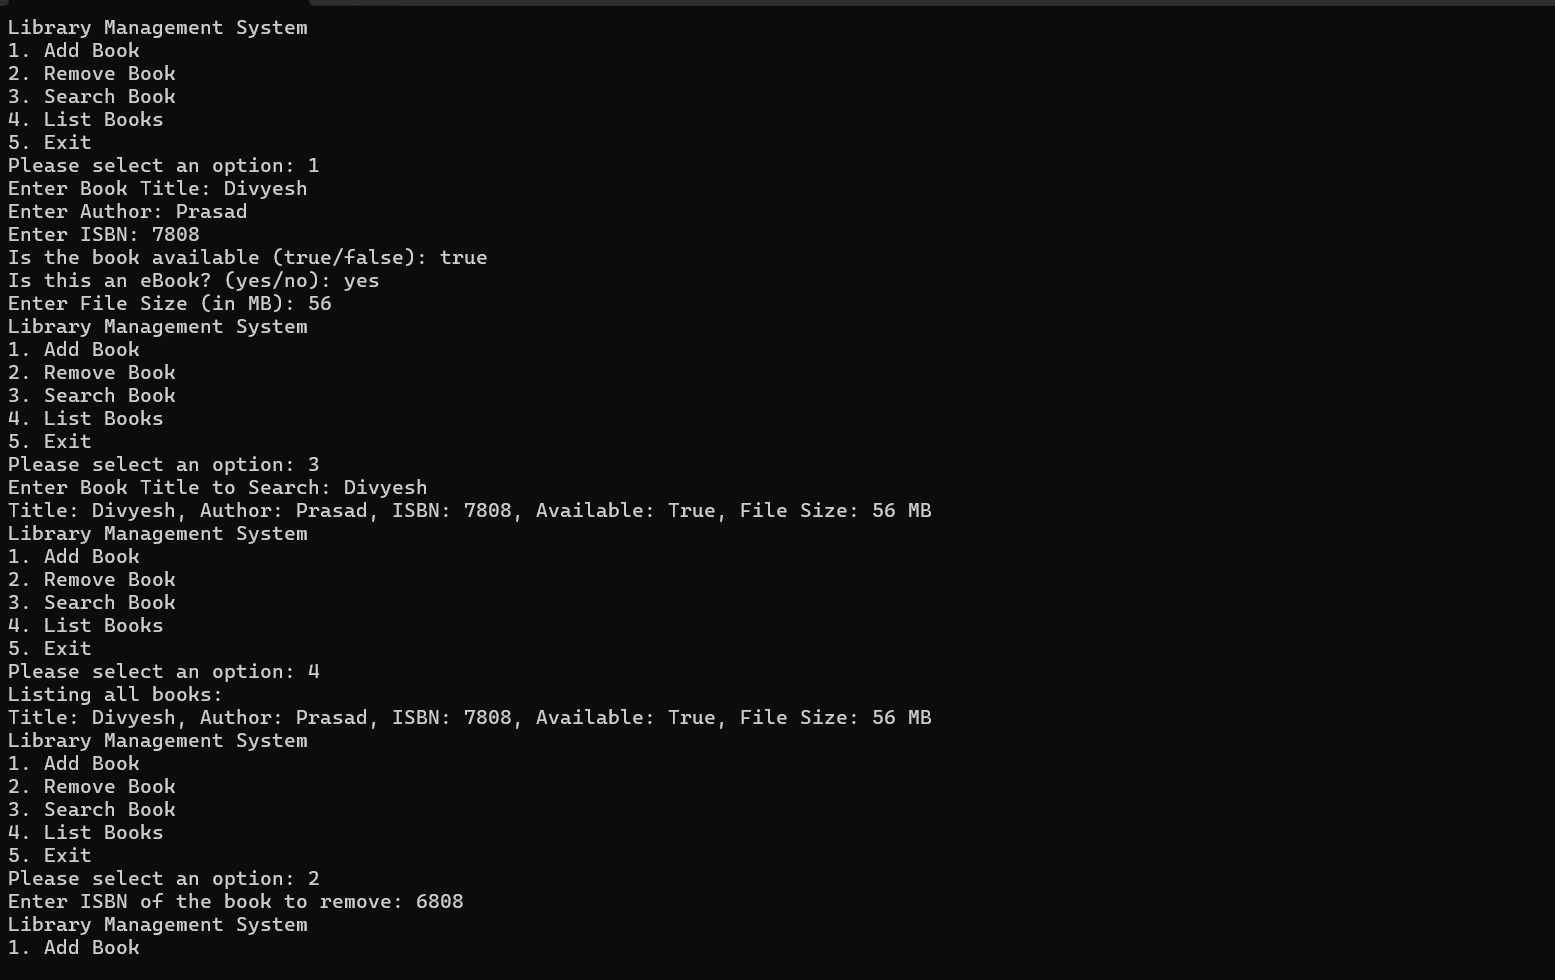 Library Management System
1. Add Book
2. Remove Book
3. Search Book
4. List Books
5. Exit
Please select an option: 1
Enter Book Title: Divyesh
Enter Author: Prasad
Enter ISBN: 7808
Is the book available (true/false): true
Is this an eBook? (yes/no): yes
Enter File Size (in MB): 56
Library Management System
1. Add Book
2. Remove Book
3. Search Book
4. List Books
5. Exit
Please select an option: 3
Enter Book Title to Search: Divyesh
Title: Divyesh, Author: Prasad, ISBN: 7808, Available: True, File Size: 56 MB
Library Management System
1. Add Book
2. Remove Book
3. Search Book
4. List Books
5. Exit
Please select an option: 4
Listing all books:
Title: Divyesh, Author: Prasad, ISBN: 7808, Available: True, File Size: 56 MB
Library Management System
1. Add Book
2. Remove Book
3. Search Book
4. List Books
5. Exit
Please select an option: 2
Enter ISBN of the book to remove: 6808
Library Management System
1. Add Book